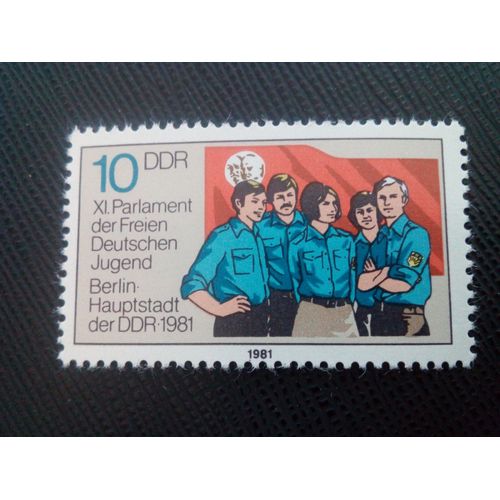 10 DDR
XI. Parlament
der Freien
Deutschen
Jugend
Berlin·
Hauptstadt
der DDR·1981
1981